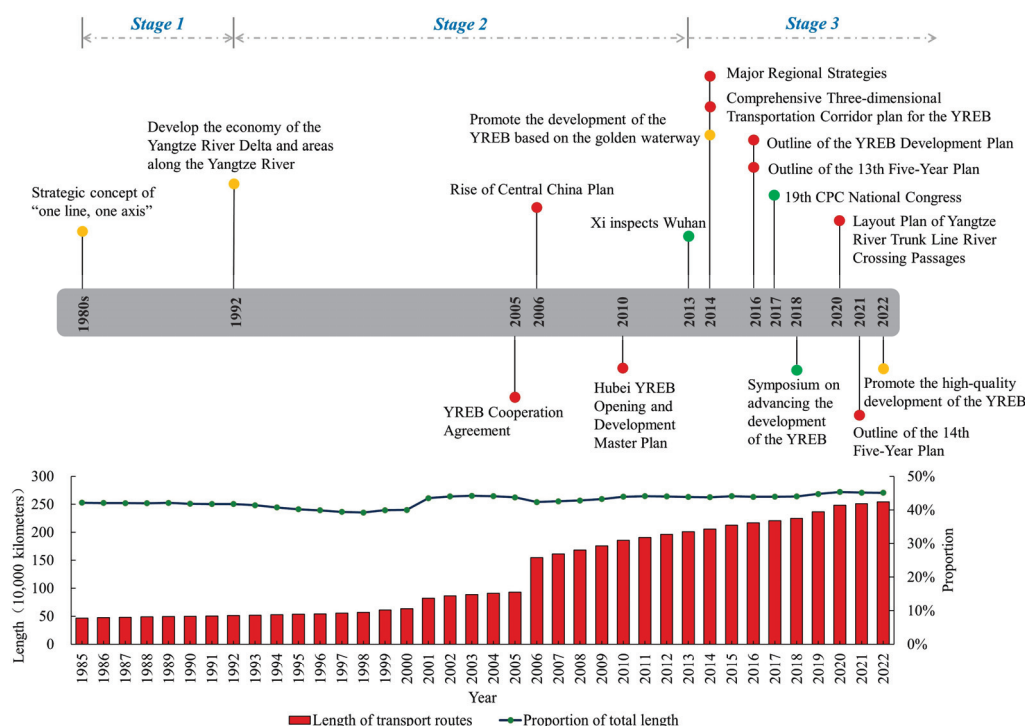 Stage 1
Stage 2
Stage 3
Major Regional Strategies
Comprehensive Three-dimensional
Transportation Corridor plan for the YREB
Promote the development of the
YREB based on the golden waterway
Develop the economy of the
Yangtze River Delta and areas
along the Yangtze River
Outline of the YREB Development Plan
Outline of the 13th Five-Year Plan
Rise of Central China Plan
Strategic concept of
“one line, one axis”
19th CPC National Congress
Xi inspects Wuhan
Layout Plan of Yangtze
River Trunk Line River
Crossing Passages
1980s
1992
2005
2006
2010
2013
2014
2016
2017
2018
2020
2021
2022
YREB Cooperation
Agreement
Hubei YREB
Opening and
Development
Master Plan
Symposium on
advancing the
development
of the YREB
Promote the high-quality
development of the YREB
Outline of the 14th
Five-Year Plan
Length（10,000 kilometers）
300
250
200
150
100
50
0
50%
40%
30%
20%
10%
0%
Proportion
1985
1986
1987
1988
1989
1990
1991
1992
1993
1994
1995
1996
1997
1998
1999
2000
2001
2002
2003
2004
2005
2006
2007
2008
2009
2010
2011
2012
2013
2014
2015
2016
2017
2018
2019
2020
2021
2022
Year
Length of transport routes
Proportion of total length